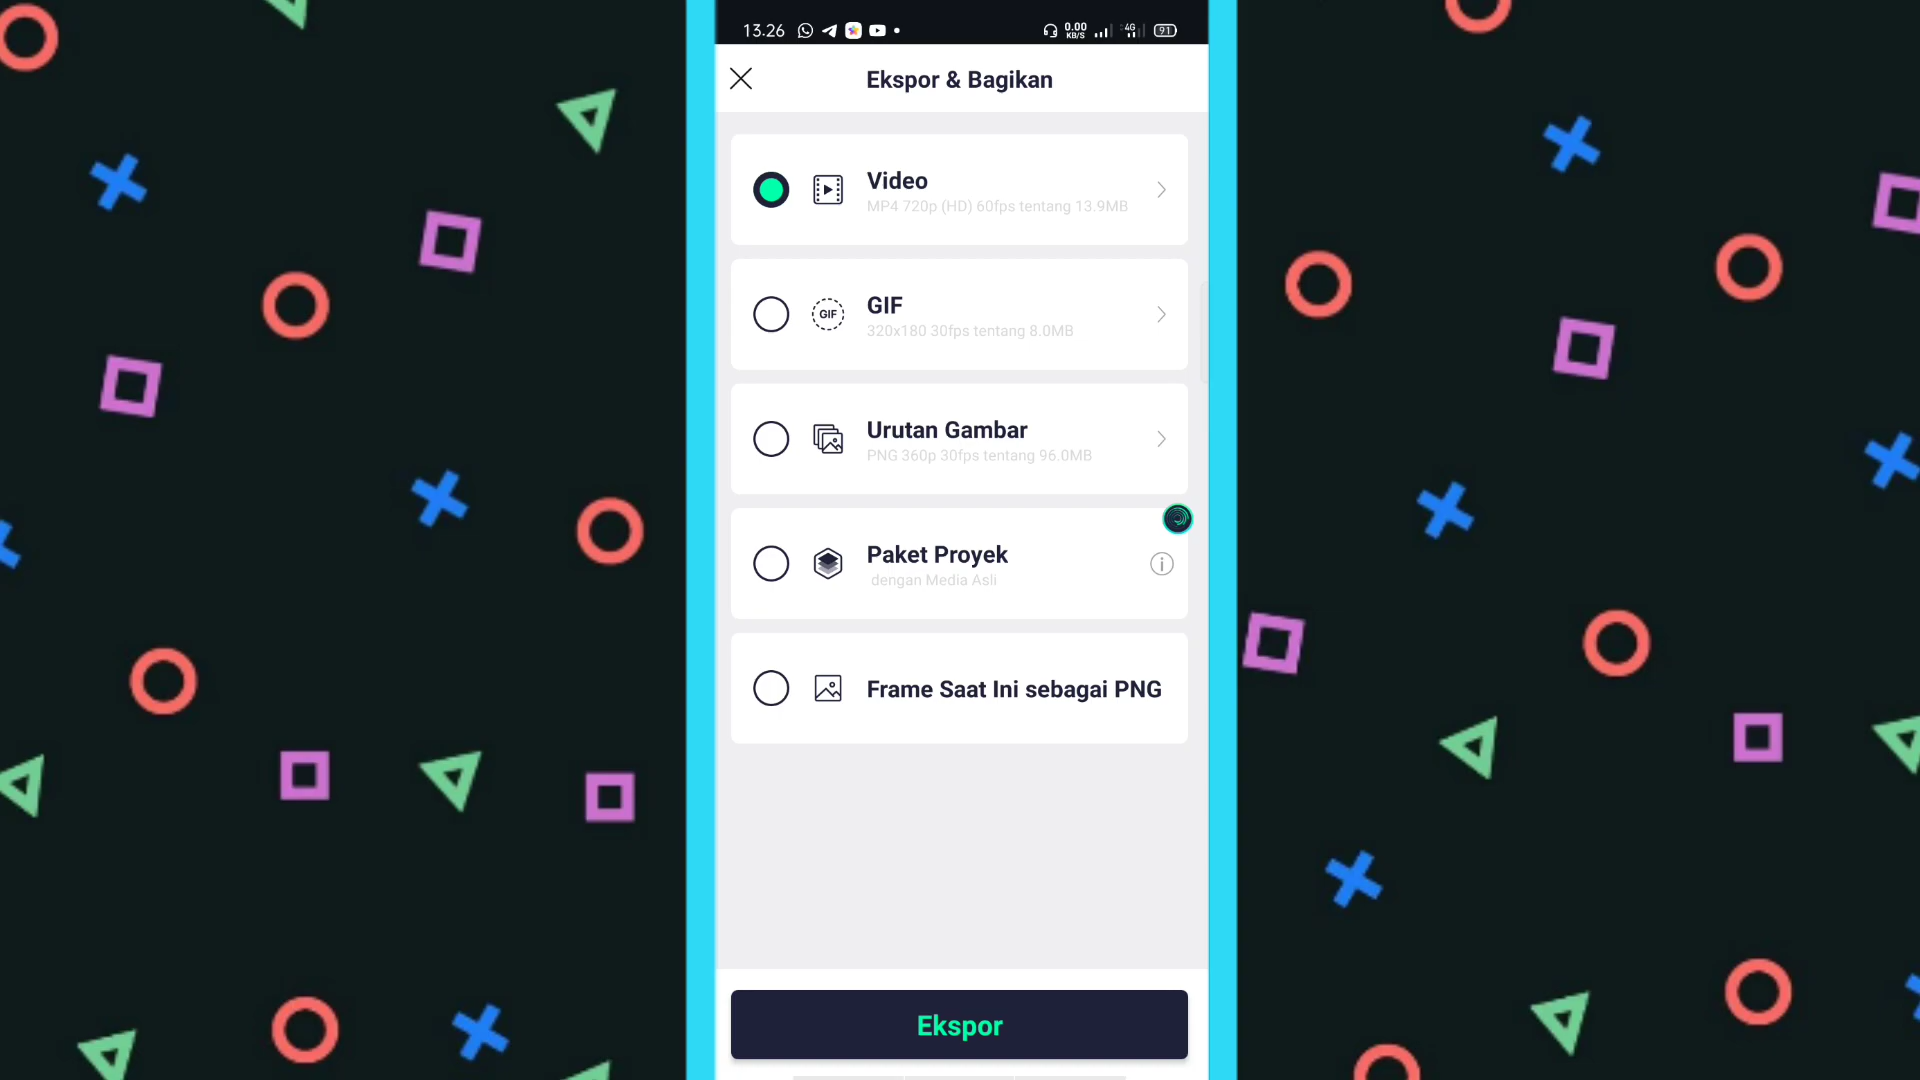 13.26
0.00
KB/S
4G
91
Ekspor & Bagikan
Video
MP4 720p (HD) 60fps tentang 13.9MB
GIF
GIF
320x180 30fps tentang 8.0MB
Urutan Gambar
PNG 360p 30fps tentang 96.0MB
Paket Proyek
dengan Media Asli
Frame Saat Ini sebagai PNG
Ekspor